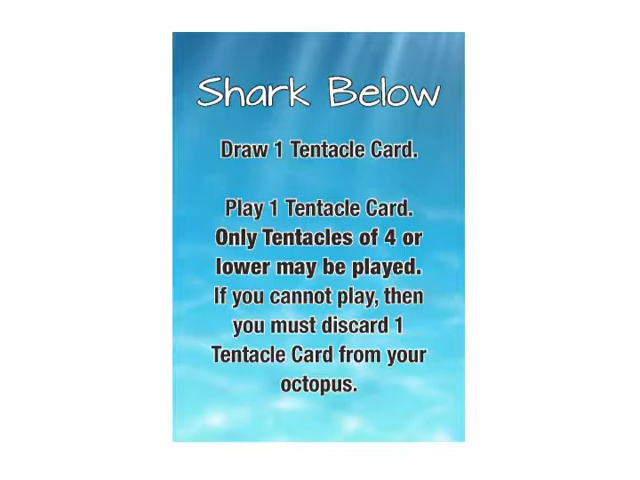 Shark Below
Draw 1 Tentacle Card.
Play 1 Tentacle Card.
Only Tentacles of 4 or
lower may be played.
If you cannot play, then
you must discard 1
Tentacle Card from your
octopus.